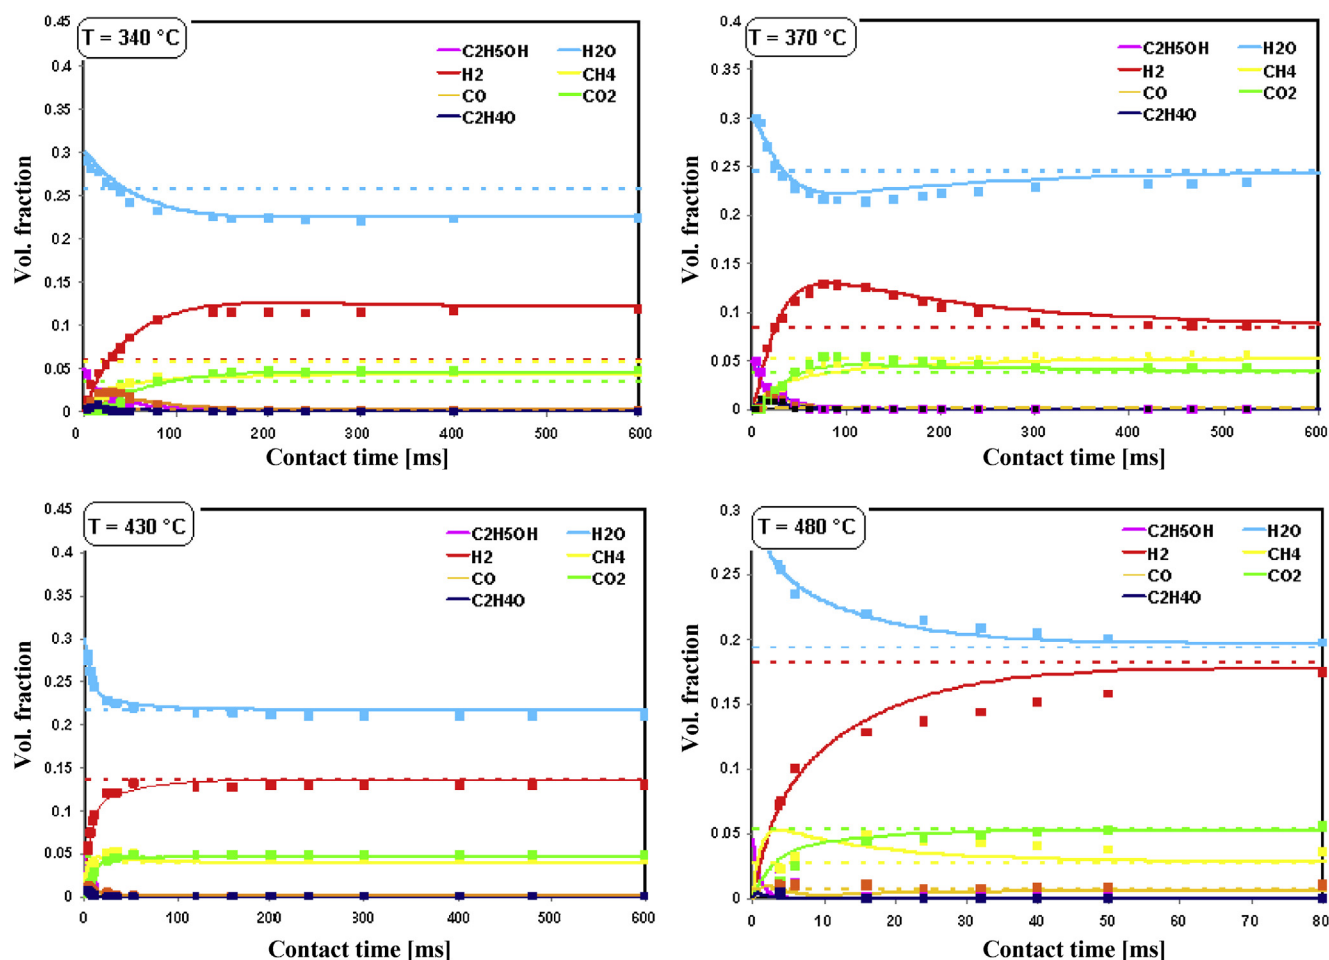 T = 340 °C
0.45
0.4
0.35
0.3
0.25
0.2
0.15
0.1
0.05
0
Vol. fraction
C2H5OH H2O
H2 CH4
CO CO2
C2H4O
0 100 200 300 400 500 600
Contact time [ms]
T = 370 °C
0.4
0.35
0.3
0.25
0.2
0.15
0.1
0.05
0
Vol. fraction
C2H5OH H2O
H2 CH4
CO CO2
C2H4O
0 100 200 300 400 500 600
Contact time [ms]
T = 430 °C
0.45
0.4
0.35
0.3
0.25
0.2
0.15
0.1
0.05
0
Vol. fraction
C2H5OH H2O
H2 CH4
CO CO2
C2H4O
0 100 200 300 400 500 600
Contact time [ms]
T = 480 °C
0.3
0.25
0.2
0.15
0.1
0.05
0
Vol. fraction
C2H5OH H2O
H2 CH4
CO CO2
C2H4O
0 10 20 30 40 50 60 70 80
Contact time [ms]